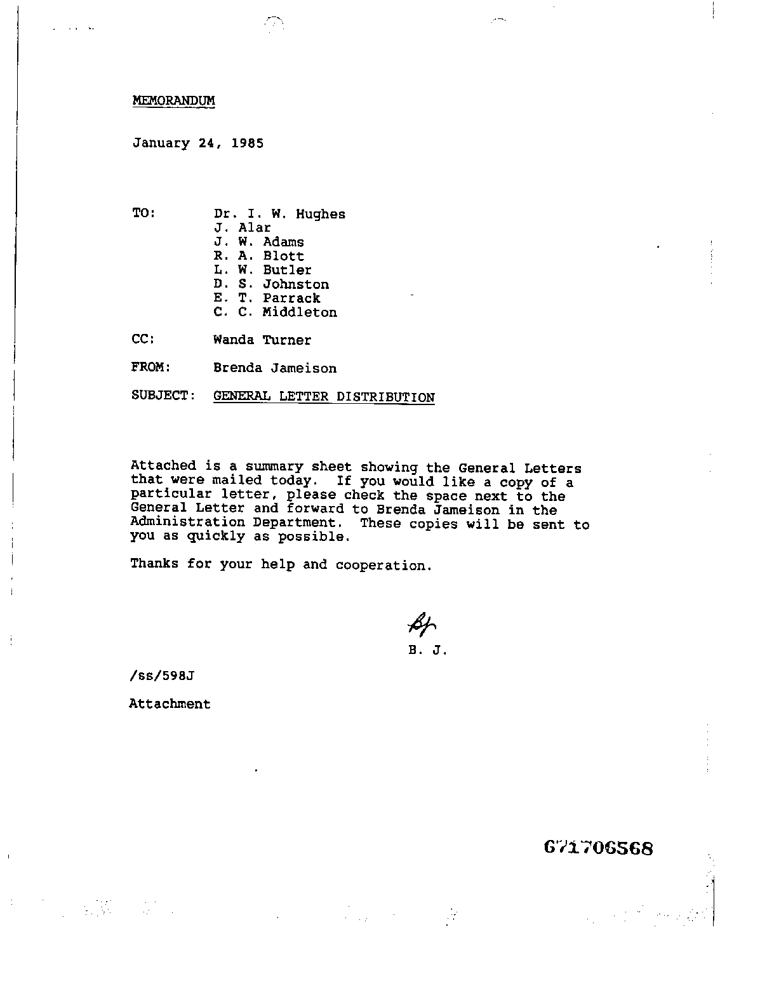 MEMORANDUM
January 24, 1985
TO: Dr. I. W. Hughes
J. Alar
J. W. Adams
R. A. Blott
L. W. Butler
D. S. Johnston
E. T. Parrack
C. C. Middleton
CC: Wanda Turner
FROM: Brenda Jameison
SUBJECT: GENERAL LETTER DISTRIBUTION
Attached is a summary sheet showing the General Letters
that were mailed today. If you would like a copy of a
particular letter, please check the space next to the
General Letter and forward to Brenda Jameison in the
Administration Department. These copies will be sent to
you as quickly as possible.
Thanks for your help and cooperation.
BJ
B. J.
/ss/598J
Attachment
671706568